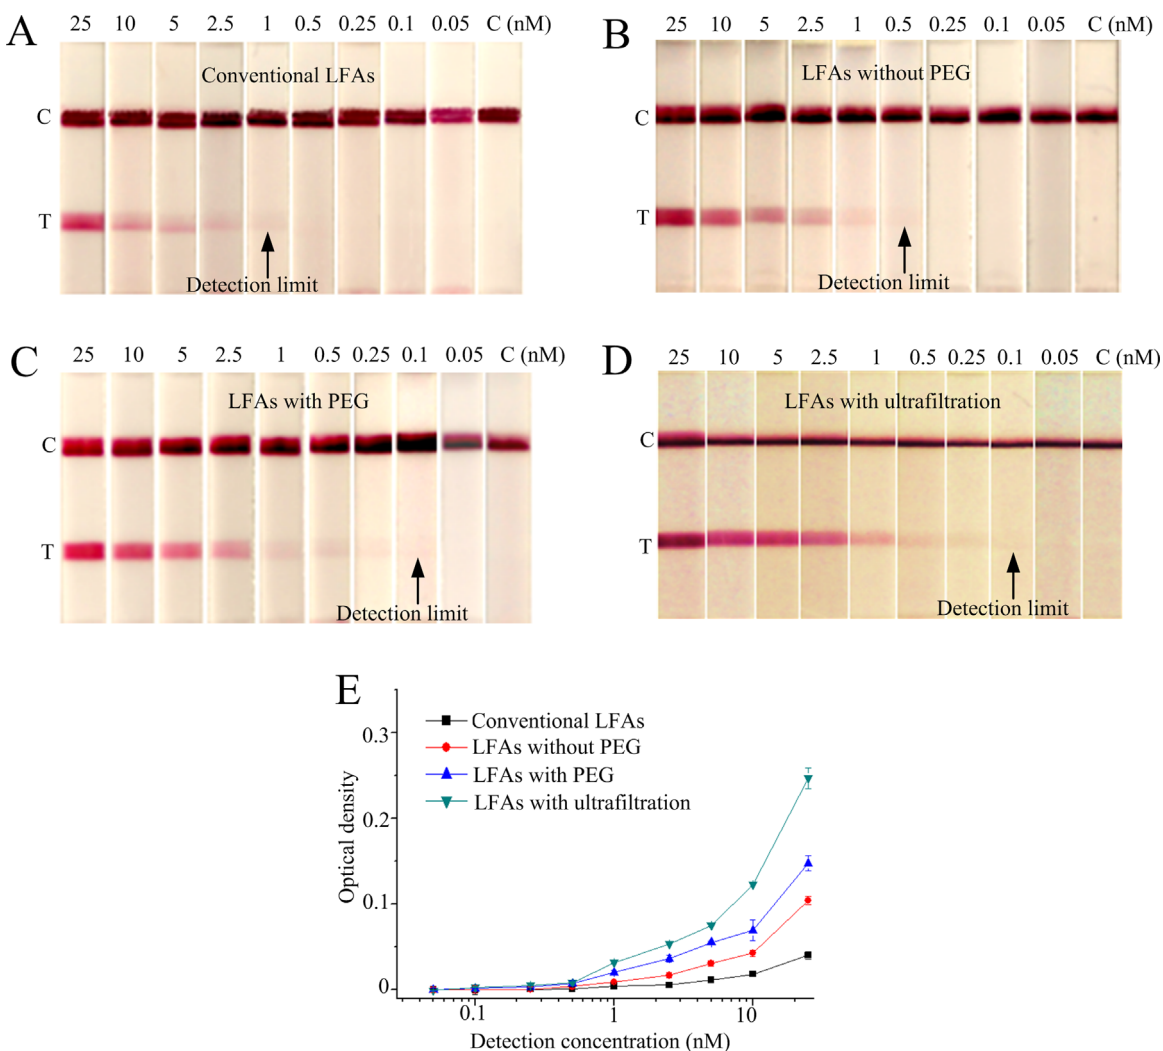 A
25 10 5 2.5 1 0.5 0.25 0.1 0.05 C (nM)
Conventional LFAs
C
T
Detection limit
B
25 10 5 2.5 1 0.5 0.25 0.1 0.05 C (nM)
LFAs without PEG
C
T
Detection limit
C
25 10 5 2.5 1 0.5 0.25 0.1 0.05 C (nM)
LFAs with PEG
C
T
Detection limit
D
25 10 5 2.5 1 0.5 0.25 0.1 0.05 C (nM)
LFAs with ultrafiltration
C
T
Detection limit
E
Conventional LFAs
LFAs without PEG
LFAs with PEG
LFAs with ultrafiltration
Optical density
0.3
0.2
0.1
0
0.1 1 10
Detection concentration (nM)